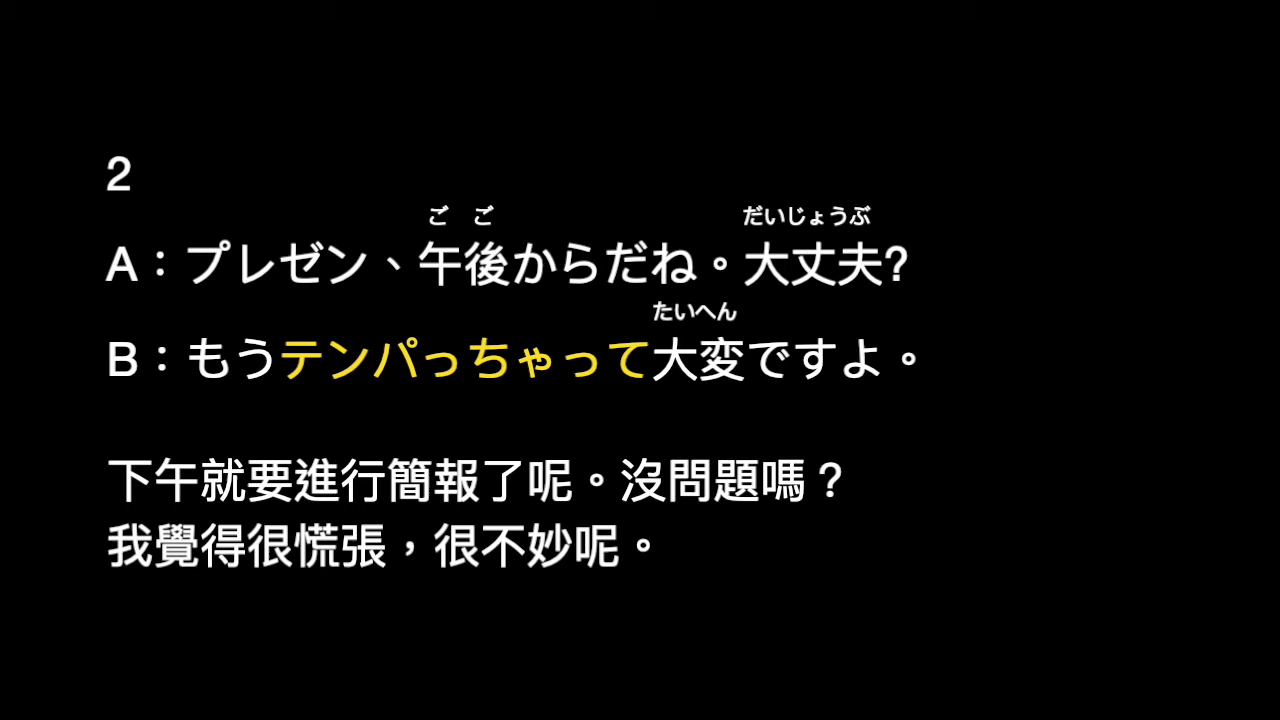 2
ご ご だいじょうぶ
A：プレゼン、午後からだね。大丈夫?
たいへん
B：もうテンパっちゃって大変ですよ。
下午就要進行簡報了呢。沒問題嗎？
我覺得很慌張，很不妙呢。